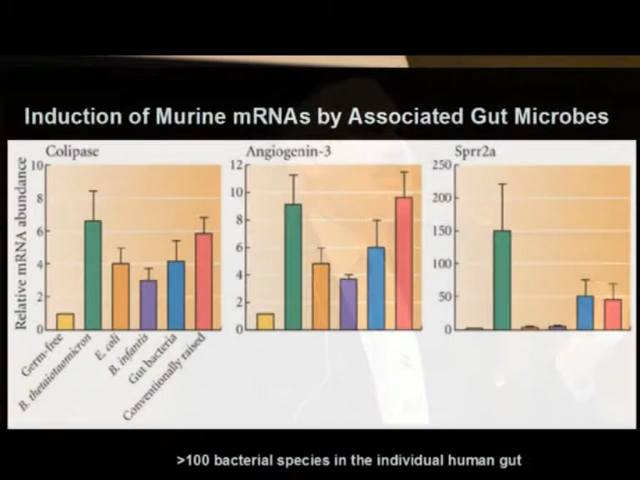 Induction of Murine mRNAs by Associated Gut Microbes
Colipase
Angiogenin-3
Sprr2a
Relative mRNA abundance
10
8
6
4
2
0
12
10
8
6
4
2
0
250
200
150
100
50
0
Germ-free
B. thetaiotaomicron
E. coli
B. infantis
Gut bacteria
Conventionally raised
>100 bacterial species in the individual human gut